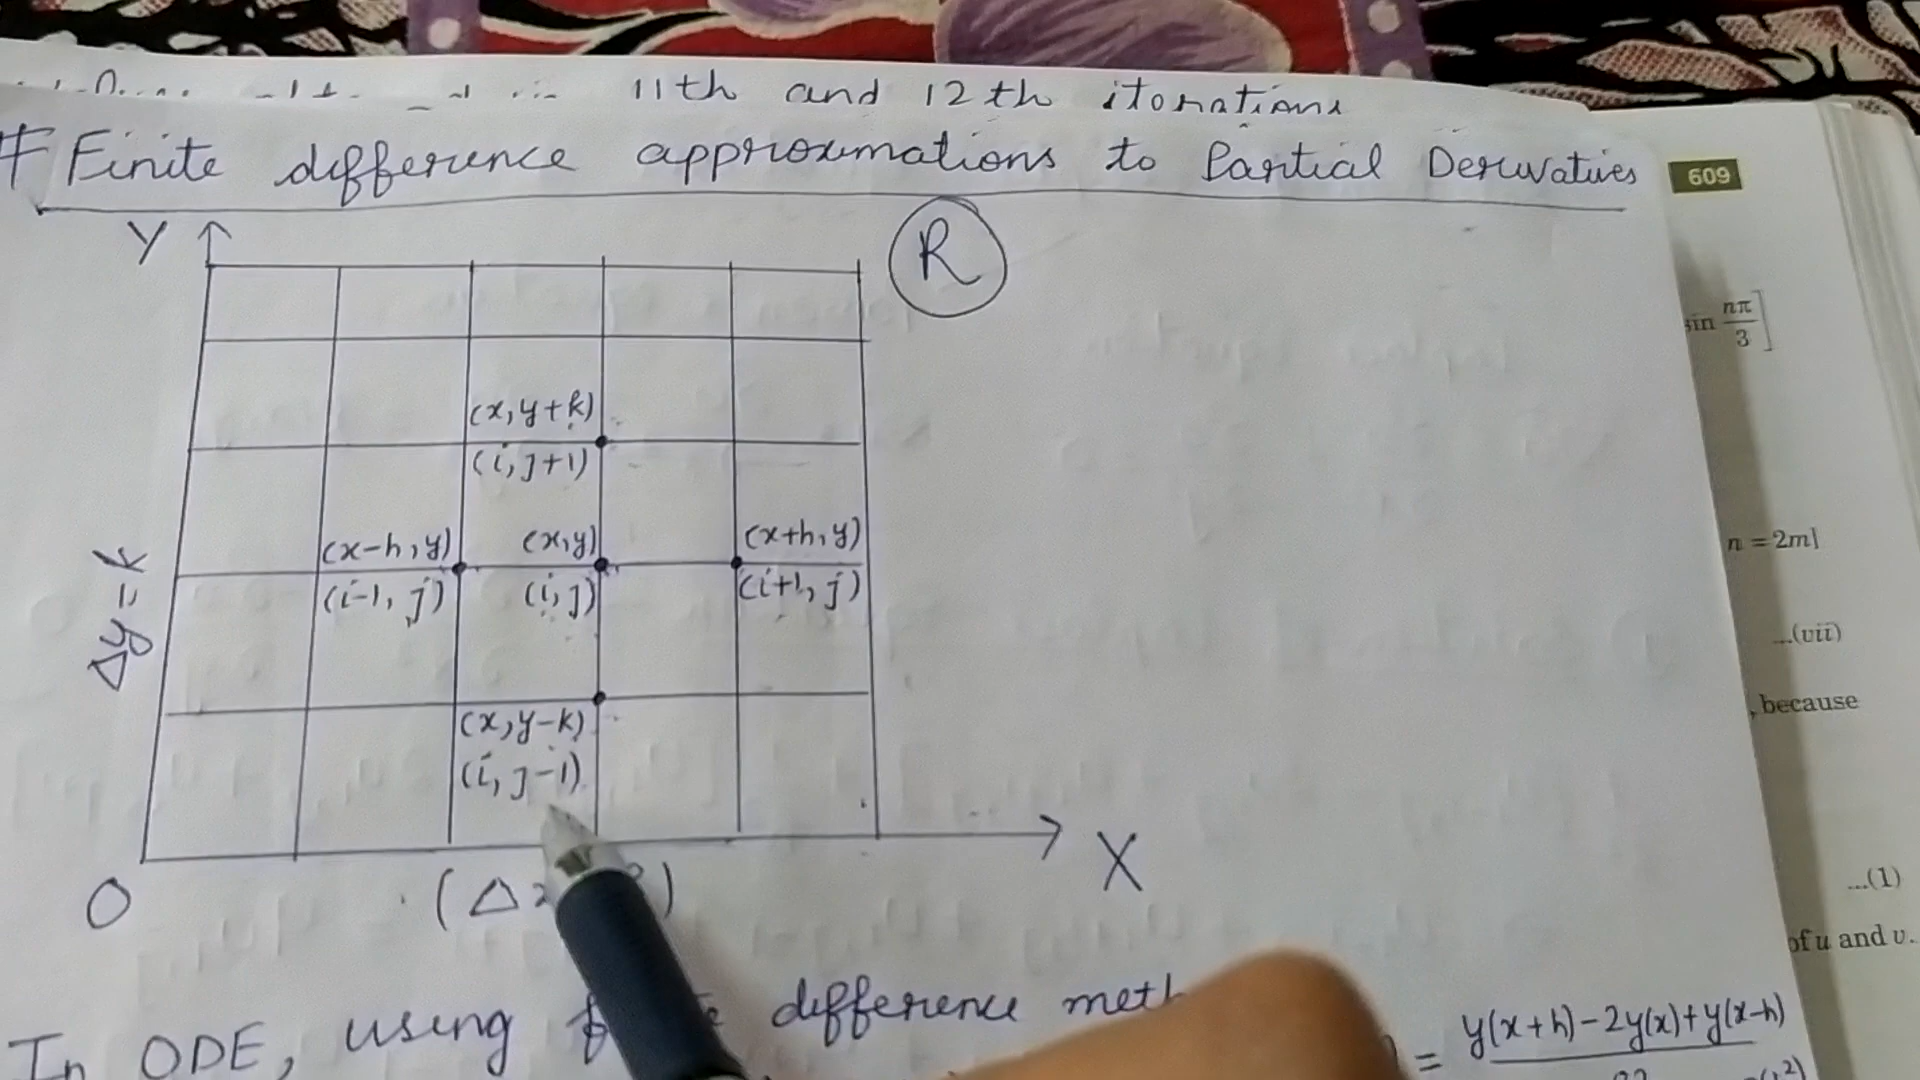 11th and 12th iterations
# Finite difference approximations to Partial Derivatives
609
Y
R
sin nπ/3 ]
(x, y+k)
(i, j+1)
(x-h, y)
(x, y)
(x+h, y)
n = 2m]
(i-1, j)
(i, j)
(i+1, j)
Δy = k
...(vii)
, because
(x, y-k)
(i, j-1)
X
...(1)
O
(Δ
of u and v.
In ODE, using difference
= y(x+h)-2y(x)+y(x-h)